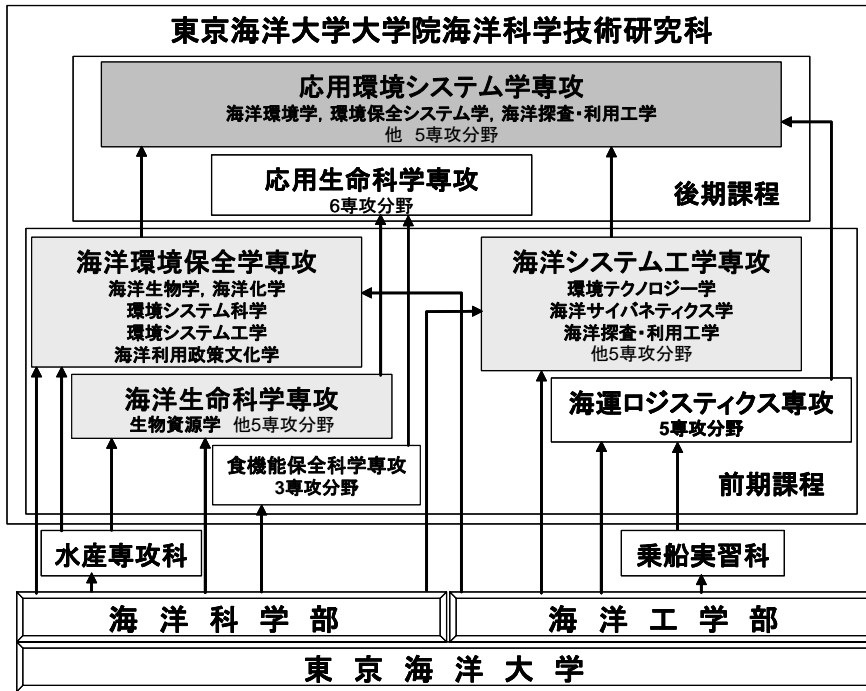 東京海洋大学大学院海洋科学技術研究科
応用環境システム学専攻
海洋環境学, 環境保全システム学, 海洋探査・利用工学
他 5専攻分野
応用生命科学専攻
6専攻分野
後期課程
海洋環境保全学専攻
海洋生物学, 海洋化学
環境システム科学
環境システム工学
海洋利用政策文化学
海洋システム工学専攻
環境テクノロジー学
海洋サイバネティクス学
海洋探査・利用工学
他5専攻分野
海洋生命科学専攻
生物資源学 他5専攻分野
海運ロジスティクス専攻
5専攻分野
食機能保全科学専攻
3専攻分野
前期課程
水産専攻科
乗船実習科
海洋科学部
海洋工学部
東京海洋大学